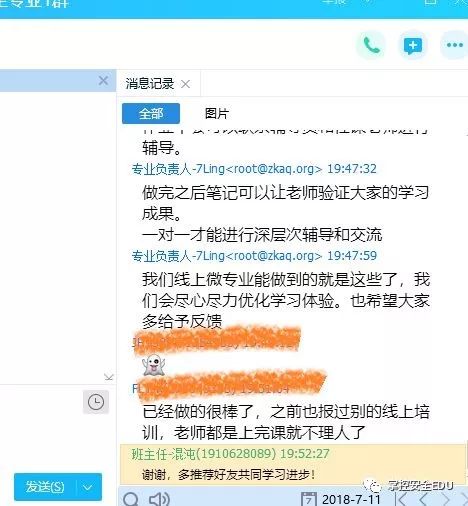 消息记录
全部 图片
辅导。
专业负责人-7Ling<root@zkaq.org> 19:47:32
做完之后笔记可以让老师验证大家的学习
成果。
一对一才能进行深层次辅导和交流
专业负责人-7Ling<root@zkaq.org> 19:47:59
我们线上微专业能做到的就是这些了，我
们会尽心尽力优化学习体验。也希望大家
多给予反馈
已经做的很棒了，之前也报过别的线上培
训，老师都是上完课就不理人了
班主任-混沌(1910628089) 19:52:27
谢谢，多推荐好友共同学习进步！
发送(S)
掌控安全EDU
2018-7-11